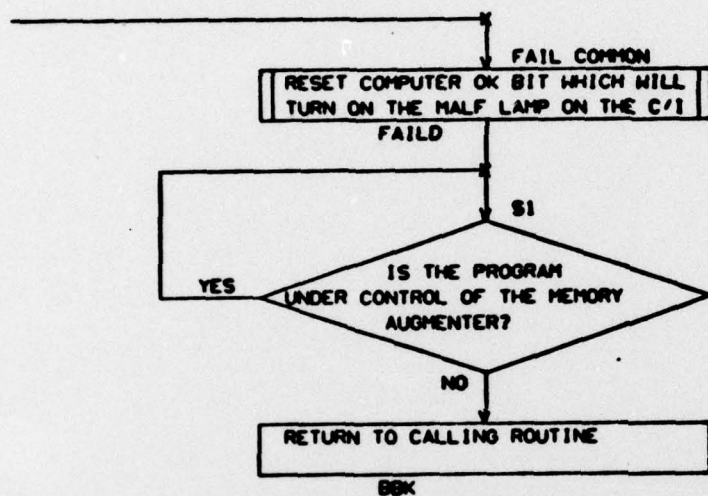 FAIL COMMON
RESET COMPUTER OK BIT WHICH WILL
TURN ON THE MALF LAMP ON THE C/I
FAILD
S1
IS THE PROGRAM
YES
UNDER CONTROL OF THE MEMORY
AUGMENTER?
NO
RETURN TO CALLING ROUTINE
BBK